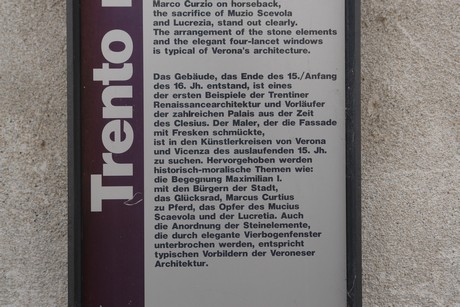 Trento
Marco Curzio on horseback,
the sacrifice of Muzio Scevola
and Lucrezia, stand out clearly.
The arrangement of the stone elements
and the elegant four-lancet windows
is typical of Verona's architecture.
Das Gebäude, das Ende des 15./Anfang
des 16. Jh. entstand, ist eines
der ersten Beispiele der Trentiner
Renaissancearchitektur und Vorläufer
der zahlreichen Palais aus der Zeit
des Clesius. Der Maler, der die Fassade
mit Fresken schmückte,
ist in den Künstlerkreisen von Verona
und Vicenza des auslaufenden 15. Jh.
zu suchen. Hervorgehoben werden
historisch-moralische Themen wie:
die Begegnung Maximilian I.
mit den Bürgern der Stadt,
das Glücksrad, Marcus Curtius
zu Pferd, das Opfer des Mucius
Scaevola und der Lucretia. Auch
die Anordnung der Steinelemente,
die durch elegante Vierbogenfenster
unterbrochen werden, entspricht
typischen Vorbildern der Veroneser
Architektur.